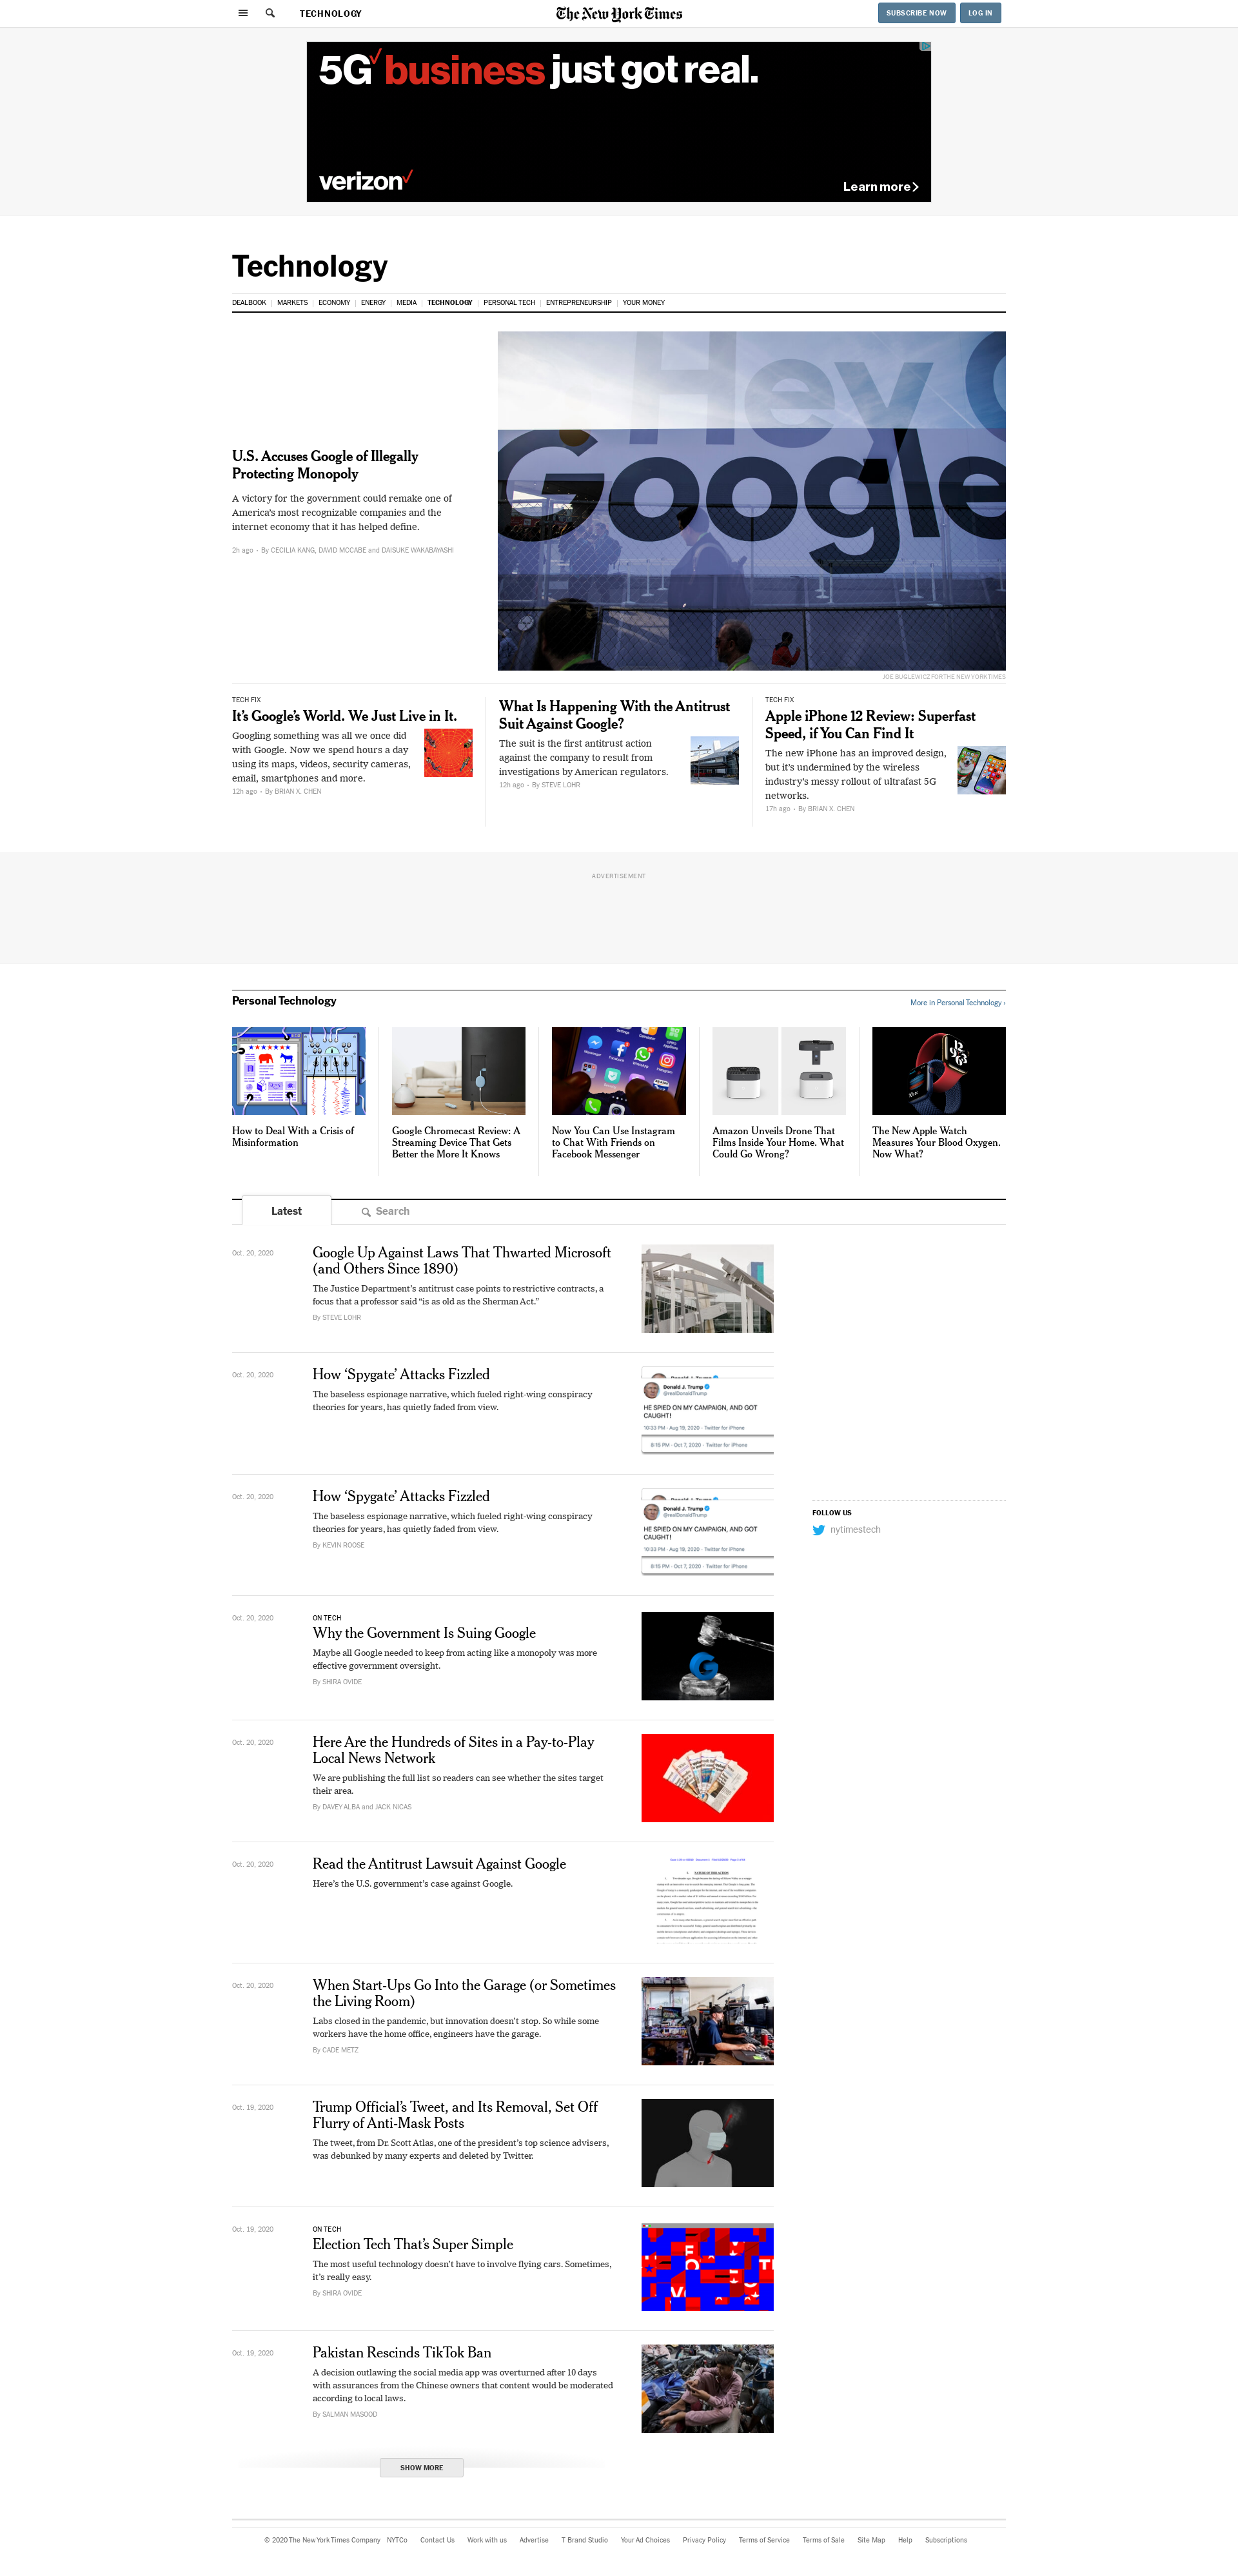 TECHNOLOGY
The New York Times
SUBSCRIBE NOW
LOG IN
5G business just got real.
verizon
Learn more
Technology
DEALBOOK
MARKETS
ECONOMY
ENERGY
MEDIA
TECHNOLOGY
PERSONAL TECH
ENTREPRENEURSHIP
YOUR MONEY
U.S. Accuses Google of Illegally
Protecting Monopoly
A victory for the government could remake one of
America's most recognizable companies and the
internet economy that it has helped define.
2h ago • By CECILIA KANG, DAVID MCCABE and DAISUKE WAKABAYASHI
Google
JOE BUGLEWICZ FOR THE NEW YORK TIMES
TECH FIX
It's Google's World. We Just Live in It.
Googling something was all we once did
with Google. Now we spend hours a day
using its maps, videos, security cameras,
email, smartphones and more.
12h ago • By BRIAN X. CHEN
What Is Happening With the Antitrust
Suit Against Google?
The suit is the first antitrust action
against the company to result from
investigations by American regulators.
12h ago • By STEVE LOHR
TECH FIX
Apple iPhone 12 Review: Superfast
Speed, if You Can Find It
The new iPhone has an improved design,
but it's undermined by the wireless
industry's messy rollout of ultrafast 5G
networks.
17h ago • By BRIAN X. CHEN
ADVERTISEMENT
Personal Technology
More in Personal Technology ›
How to Deal With a Crisis of
Misinformation
Google Chromecast Review: A
Streaming Device That Gets
Better the More It Knows
Now You Can Use Instagram
to Chat With Friends on
Facebook Messenger
Amazon Unveils Drone That
Films Inside Your Home. What
Could Go Wrong?
The New Apple Watch
Measures Your Blood Oxygen.
Now What?
Latest
Search
Oct. 20, 2020
Google Up Against Laws That Thwarted Microsoft
(and Others Since 1890)
The Justice Department's antitrust case points to restrictive contracts, a
focus that a professor said "is as old as the Sherman Act."
By STEVE LOHR
Oct. 20, 2020
How 'Spygate' Attacks Fizzled
The baseless espionage narrative, which fueled right-wing conspiracy
theories for years, has quietly faded from view.
Donald J. Trump
@realDonaldTrump
HE SPIED ON MY CAMPAIGN, AND GOT
CAUGHT!
10:33 PM · Aug 19, 2020 · Twitter for iPhone
9:15 PM · Oct 7, 2020 · Twitter for iPhone
Oct. 20, 2020
How 'Spygate' Attacks Fizzled
The baseless espionage narrative, which fueled right-wing conspiracy
theories for years, has quietly faded from view.
By KEVIN ROOSE
Donald J. Trump
@realDonaldTrump
HE SPIED ON MY CAMPAIGN, AND GOT
CAUGHT!
10:33 PM · Aug 19, 2020 · Twitter for iPhone
9:15 PM · Oct 7, 2020 · Twitter for iPhone
FOLLOW US
nytimestech
Oct. 20, 2020
ON TECH
Why the Government Is Suing Google
Maybe all Google needed to keep from acting like a monopoly was more
effective government oversight.
By SHIRA OVIDE
Oct. 20, 2020
Here Are the Hundreds of Sites in a Pay-to-Play
Local News Network
We are publishing the full list so readers can see whether the sites target
their area.
By DAVEY ALBA and JACK NICAS
Oct. 20, 2020
Read the Antitrust Lawsuit Against Google
Here's the U.S. government's case against Google.
Oct. 20, 2020
When Start-Ups Go Into the Garage (or Sometimes
the Living Room)
Labs closed in the pandemic, but innovation doesn't stop. So while some
workers have the home office, engineers have the garage.
By CADE METZ
Oct. 19, 2020
Trump Official's Tweet, and Its Removal, Set Off
Flurry of Anti-Mask Posts
The tweet, from Dr. Scott Atlas, one of the president's top science advisers,
was debunked by many experts and deleted by Twitter.
Oct. 19, 2020
ON TECH
Election Tech That's Super Simple
The most useful technology doesn't have to involve flying cars. Sometimes,
it's really easy.
By SHIRA OVIDE
Oct. 19, 2020
Pakistan Rescinds TikTok Ban
A decision outlawing the social media app was overturned after 10 days
with assurances from the Chinese owners that content would be moderated
according to local laws.
By SALMAN MASOOD
SHOW MORE
© 2020 The New York Times Company
NYTCo
Contact Us
Work with us
Advertise
T Brand Studio
Your Ad Choices
Privacy Policy
Terms of Service
Terms of Sale
Site Map
Help
Subscriptions